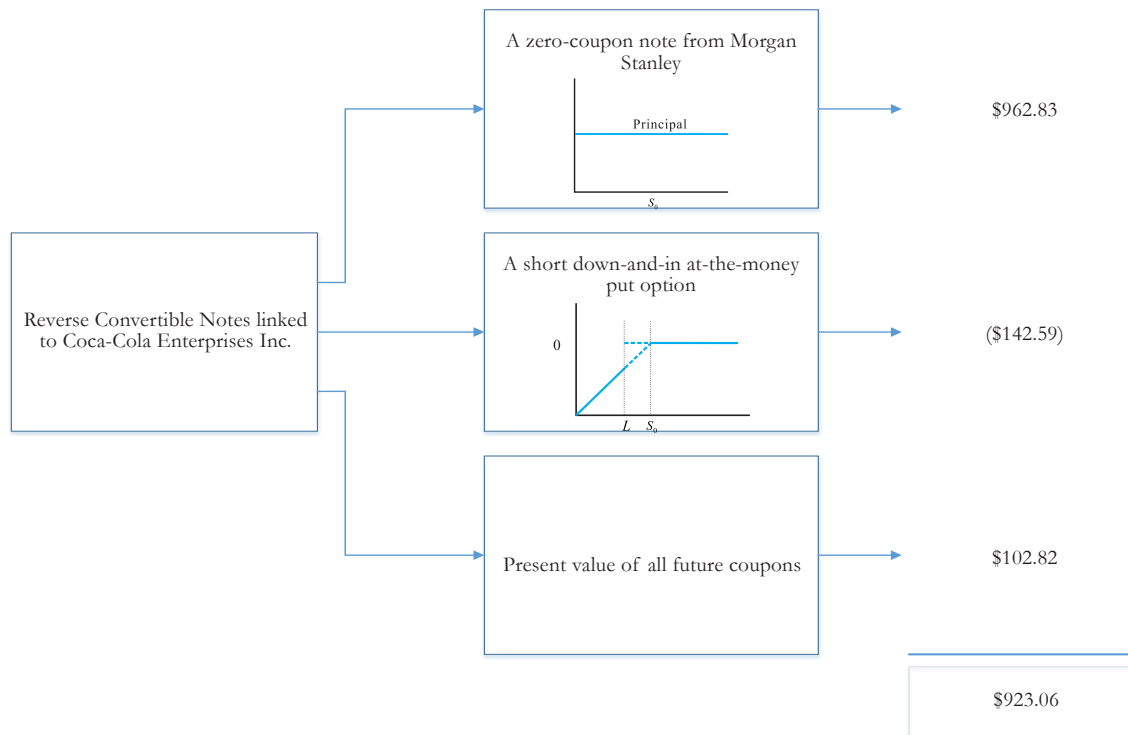 A zero-coupon note from Morgan
Stanley
Principal
S₀
$962.83
Reverse Convertible Notes linked
to Coca-Cola Enterprises Inc.
A short down-and-in at-the-money
put option
0
L
S₀
($142.59)
Present value of all future coupons
$102.82
$923.06